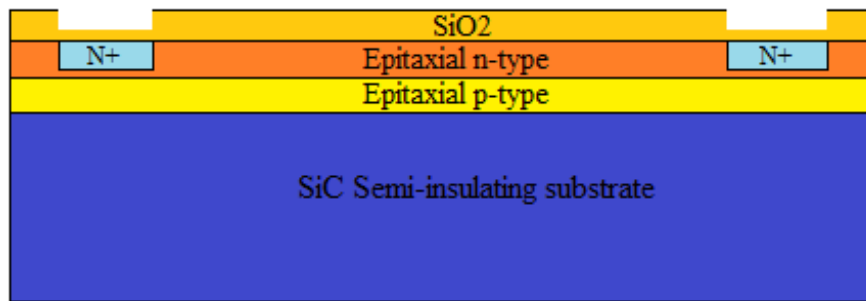 SiO2
N+
Epitaxial n-type
N+
Epitaxial p-type
SiC Semi-insulating substrate